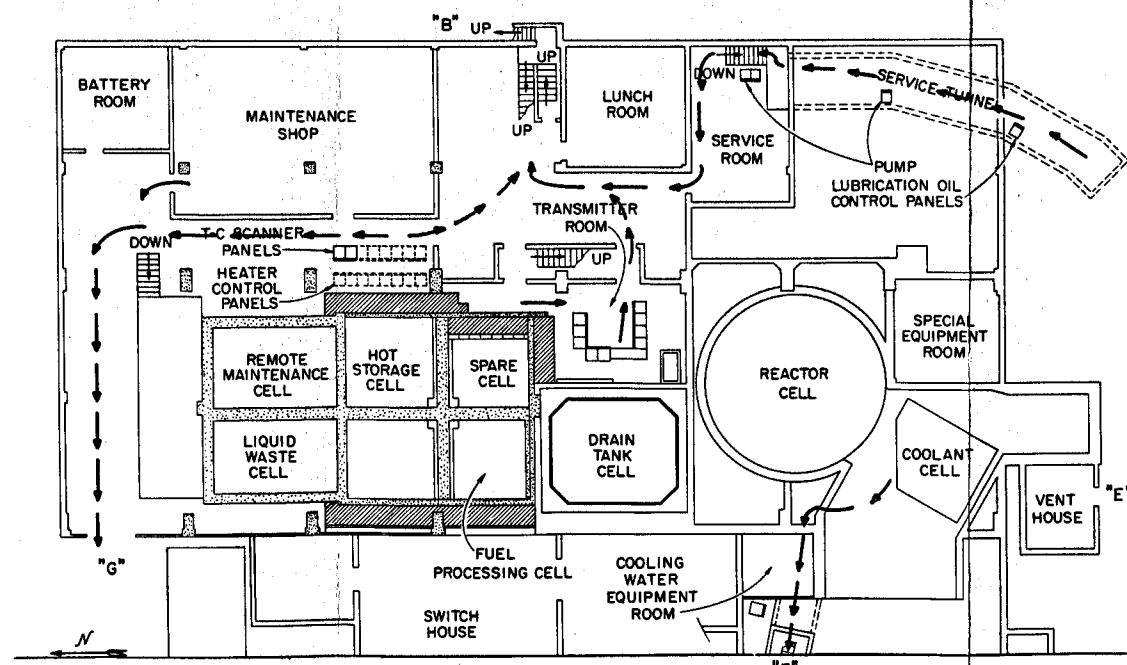 "B" UP
UP
UP
BATTERY
ROOM
MAINTENANCE
SHOP
LUNCH
ROOM
DOWN
SERVICE
ROOM
SERVICE TUNNEL
PUMP
LUBRICATION OIL
CONTROL PANELS
TRANSMITTER
ROOM
DOWN
T-C SCANNER
PANELS
HEATER
CONTROL
PANELS
UP
REMOTE
MAINTENANCE
CELL
HOT
STORAGE
CELL
SPARE
CELL
REACTOR
CELL
SPECIAL
EQUIPMENT
ROOM
LIQUID
WASTE
CELL
DRAIN
TANK
CELL
COOLANT
CELL
VENT
HOUSE
"E"
"G"
FUEL
PROCESSING CELL
COOLING
WATER
EQUIPMENT
ROOM
SWITCH
HOUSE
N